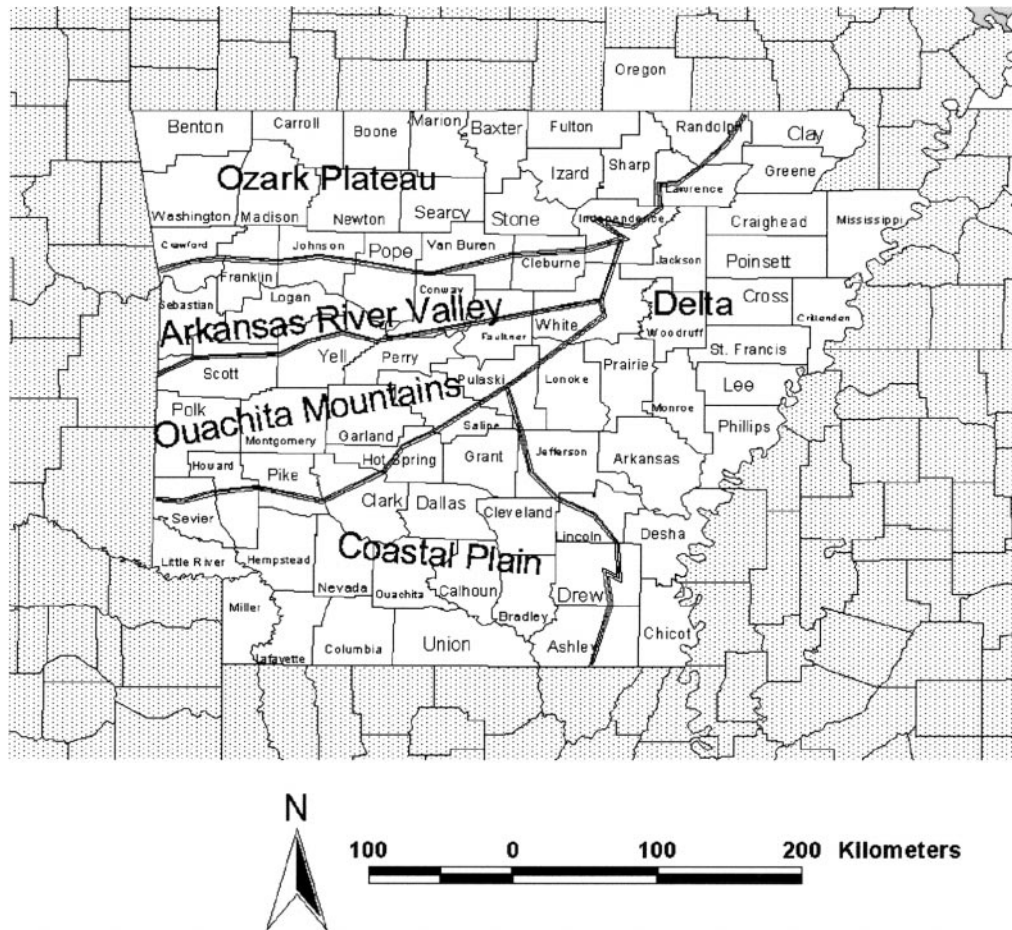 Oregon
Benton
Carroll
Boone
Marion
Baxter
Fulton
Randolph
Clay
Sharp
Izard
Greene
Lawrence
Ozark Plateau
Washington
Madison
Newton
Searcy
Stone
Independence
Craighead
Mississippi
Crawford
Johnson
Pope
Van Buren
Cleburne
Jackson
Poinsett
Franklin
Sebastian
Logan
Conway
Arkansas River Valley
White
Faulkner
Delta
Cross
Crittenden
Woodruff
St. Francis
Scott
Yell
Perry
Pulaski
Lonoke
Prairie
Lee
Polk
Ouachita Mountains
Monroe
Phillips
Montgomery
Garland
Saline
Hot Spring
Grant
Jefferson
Arkansas
Howard
Pike
Clark
Dallas
Cleveland
Sevier
Lincoln
Desha
Coastal Plain
Little River
Hempstead
Nevada
Ouachita
Calhoun
Drew
Miller
Bradley
Lafayette
Columbia
Union
Ashley
Chicot
N
100 0 100 200 Kilometers